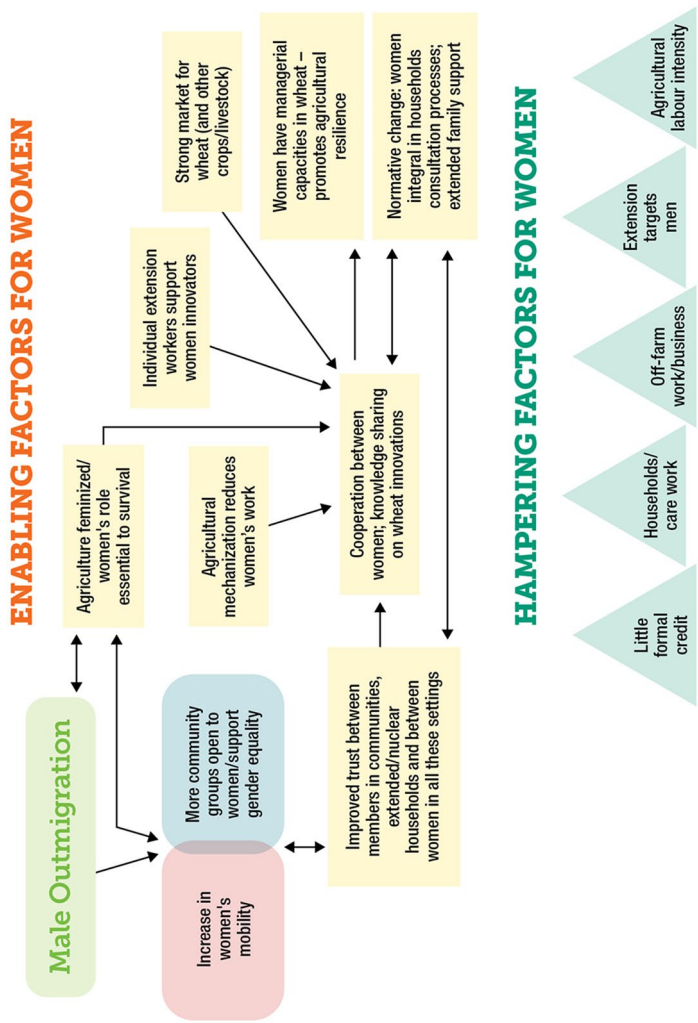 ENABLING FACTORS FOR WOMEN
Male Outmigration
Agriculture feminized/
women's role
essential to survival
Individual extension
workers support
women innovators
Strong market for
wheat (and other
crops/livestock)
Increase in
women's
mobility
More community
groups open to
women/support
gender equality
Agricultural
mechanization reduces
women's work
Women have managerial
capacities in wheat –
promotes agricultural
resilience
Improved trust between
members in communities,
extended/nuclear
households and between
women in all these settings
Cooperation between
women; knowledge sharing
on wheat innovations
Normative change: women
integral in households
consultation processes;
extended family support
HAMPERING FACTORS FOR WOMEN
Little
formal
credit
Households/
care work
Off-farm
work/business
Extension
targets
men
Agricultural
labour intensity